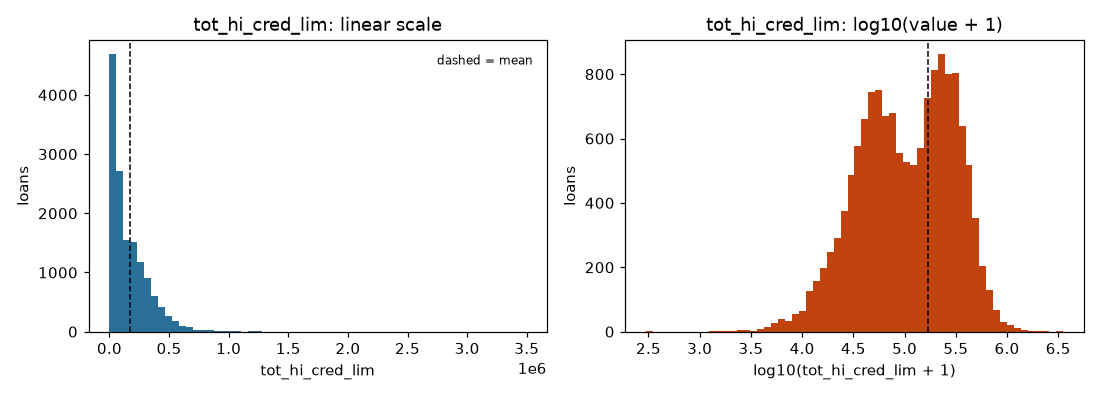 tot_hi_cred_lim: linear scale
dashed = mean
loans
4000
3000
2000
1000
0
0.0 0.5 1.0 1.5 2.0 2.5 3.0 3.5
1e6
tot_hi_cred_lim
tot_hi_cred_lim: log10(value + 1)
loans
800
600
400
200
0
2.5 3.0 3.5 4.0 4.5 5.0 5.5 6.0 6.5
log10(tot_hi_cred_lim + 1)